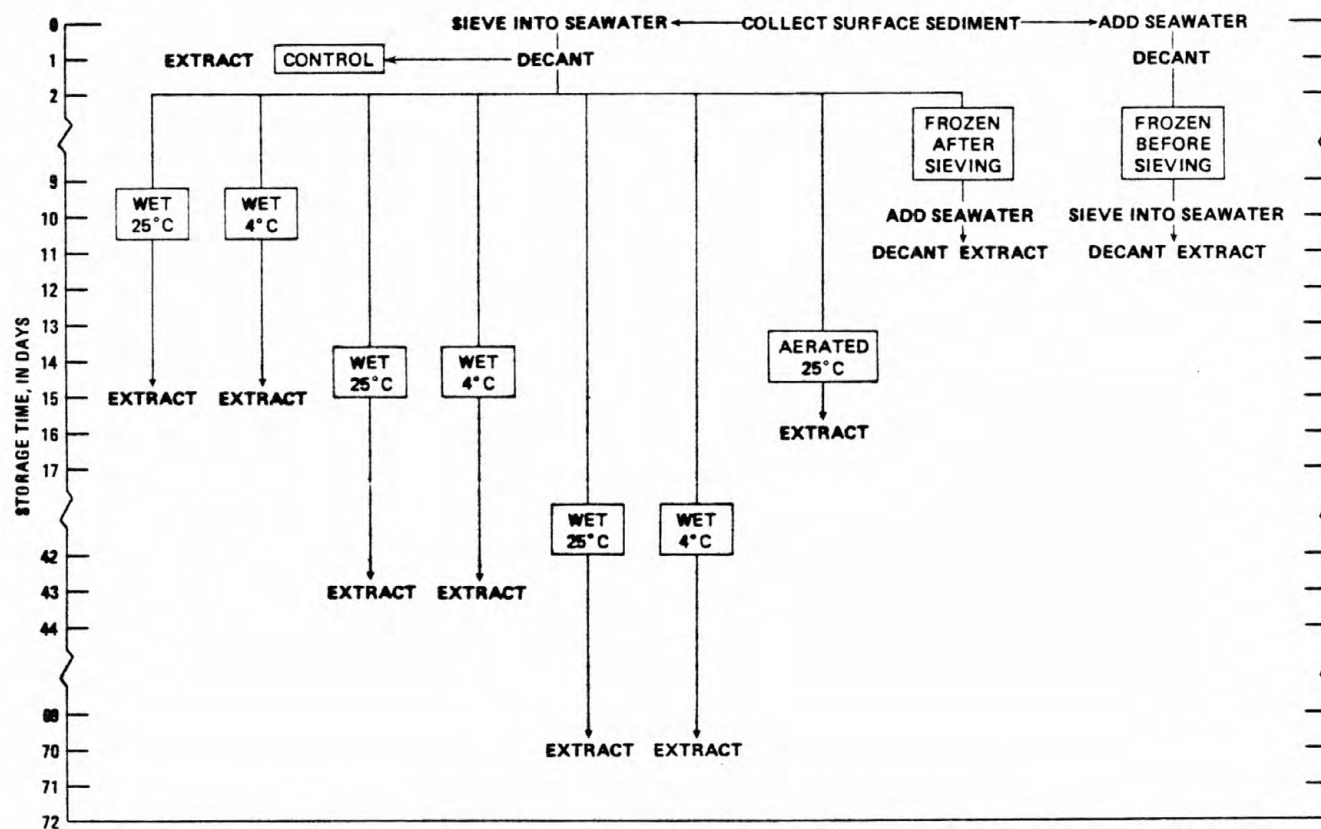 0 SIEVE INTO SEAWATER COLLECT SURFACE SEDIMENT ADD SEAWATER
1 EXTRACT CONTROL DECANT DECANT
2
FROZEN AFTER SIEVING
FROZEN BEFORE SIEVING
9
WET 25°C
WET 4°C
10 ADD SEAWATER SIEVE INTO SEAWATER
11 DECANT EXTRACT DECANT EXTRACT
12
13
WET 25°C
WET 4°C
AERATED 25°C
14
15 EXTRACT EXTRACT
16 EXTRACT
17
WET 25°C
WET 4°C
42
43 EXTRACT EXTRACT
44
69
70 EXTRACT EXTRACT
71
72
STORAGE TIME, IN DAYS